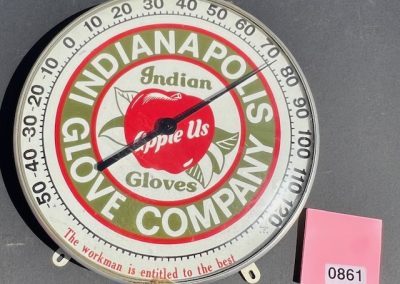 INDIANAPOLIS
GLOVE COMPANY
Indian
Apple Us
Gloves
-50 -40 -30 -20 -10 0 10 20 30 40 50 60 70 80 90 100 110 120
The workman is entitled to the best
0861